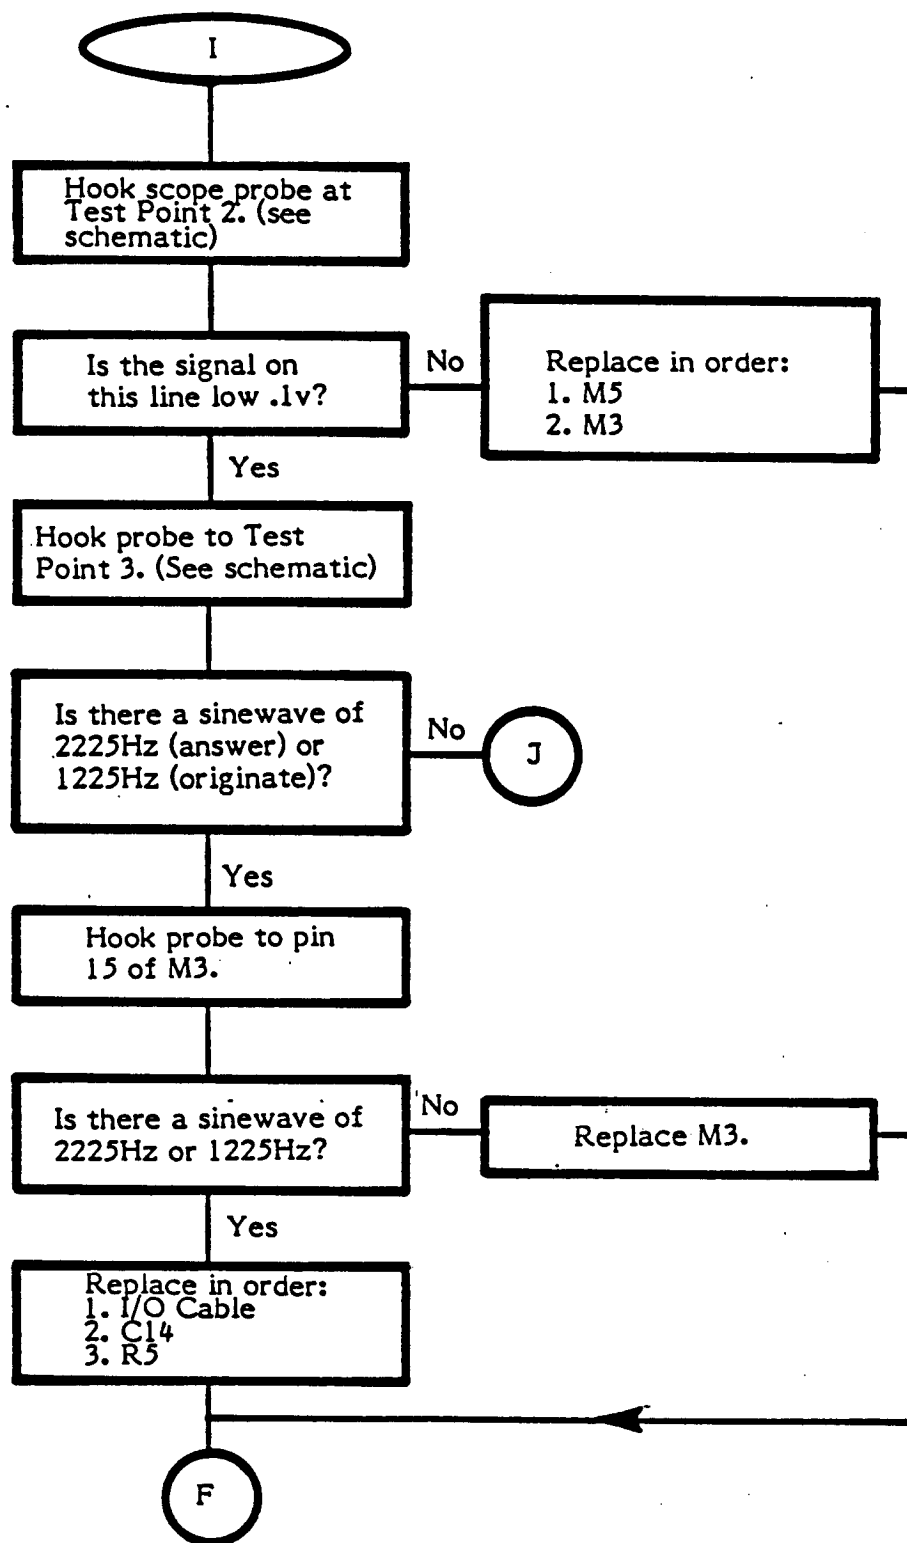 I
Hook scope probe at
Test Point 2. (see
schematic)
Is the signal on
this line low .1v?
No
Replace in order:
1. M5
2. M3
Yes
Hook probe to Test
Point 3. (See schematic)
Is there a sinewave of
2225Hz (answer) or
1225Hz (originate)?
No
J
Yes
Hook probe to pin
15 of M3.
Is there a sinewave of
2225Hz or 1225Hz?
No
Replace M3.
Yes
Replace in order:
1. I/O Cable
2. C14
3. R5
F